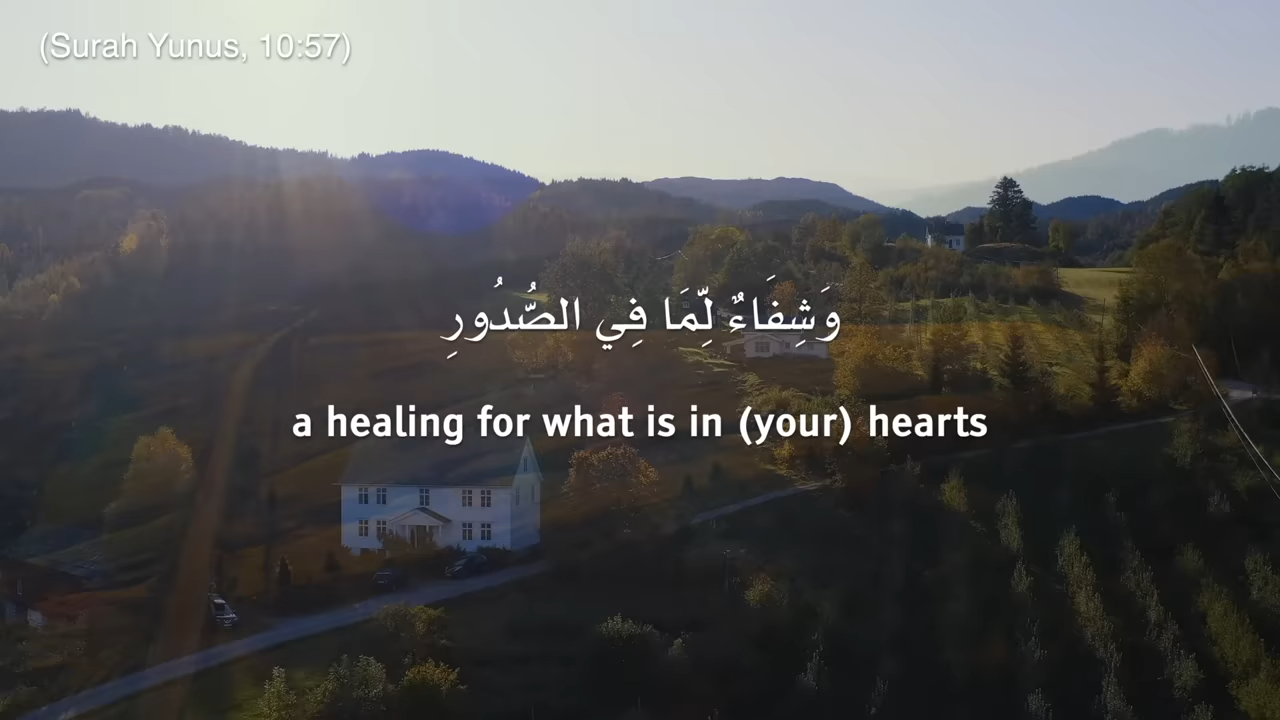 (Surah Yunus, 10:57)
وَشِفَاءٌ لِّمَا فِي الصُّدُورِ
a healing for what is in (your) hearts